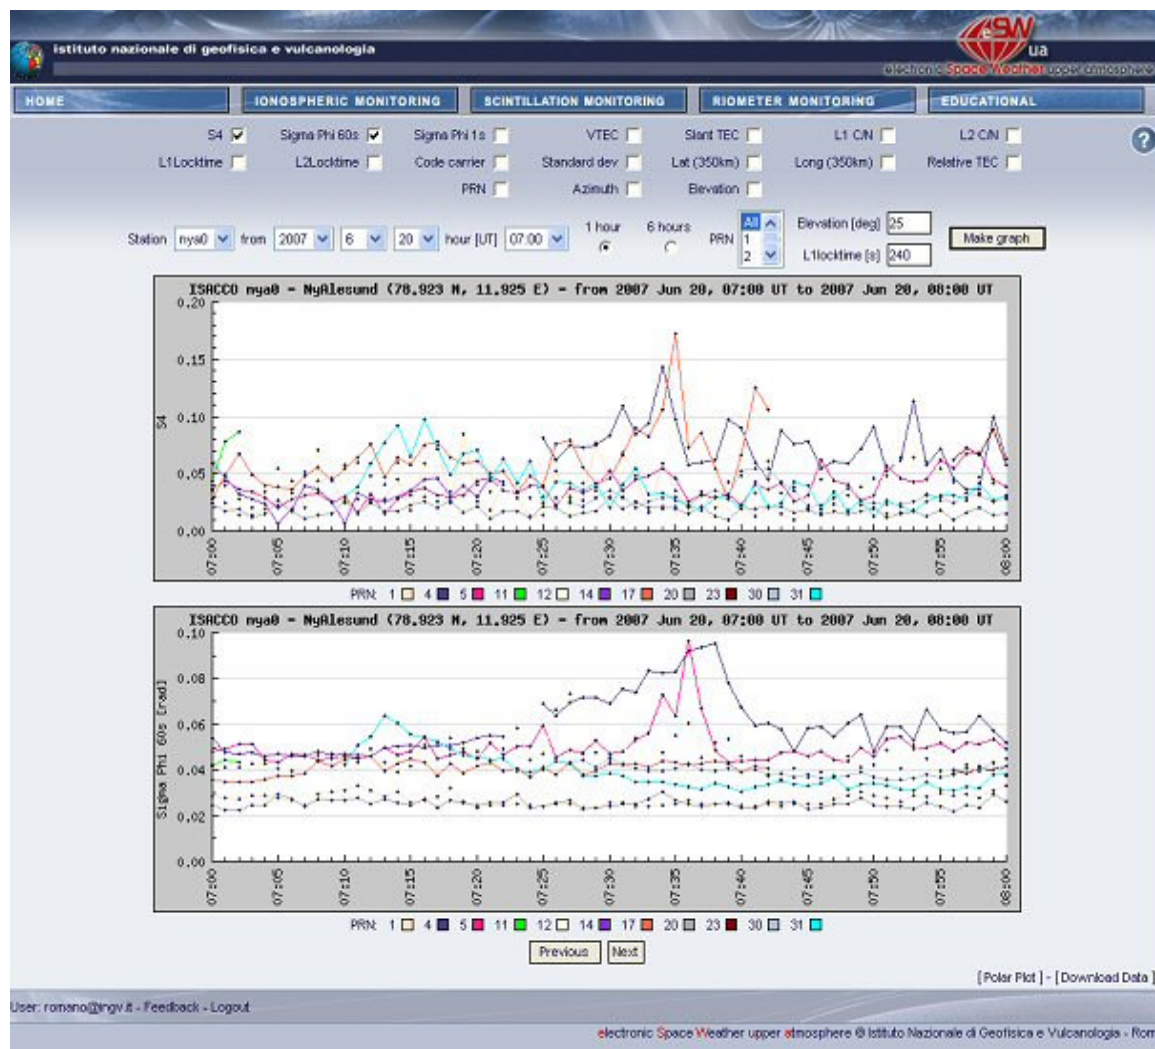 istituto nazionale di geofisica e vulcanologia
eSW ua
electronic Space Weather upper atmosphere
HOME IONOSPHERIC MONITORING SCINTILLATION MONITORING RIOMETER MONITORING EDUCATIONAL
S4 Sigma Phi 60s Sigma Phi 1s VTEC Slant TEC L1 C/N L2 C/N ?
L1Locktime L2Locktime Code carrier Standard dev Lat (350km) Long (350km) Relative TEC
PRN Azimuth Elevation
Station nya0 from 2007 6 20 hour [UT] 07:00 1 hour 6 hours PRN All 1 2 Elevation [deg] 25 Make graph
L1locktime [s] 240
ISACCO nya0 - NyAlesund (78.923 N, 11.925 E) - from 2007 Jun 20, 07:00 UT to 2007 Jun 20, 08:00 UT
0.20
0.15
0.10
0.05
0.00
S4
07:00 07:05 07:10 07:15 07:20 07:25 07:30 07:35 07:40 07:45 07:50 07:55 08:00
PRN: 1 4 5 11 12 14 17 20 23 30 31
ISACCO nya0 - NyAlesund (78.923 N, 11.925 E) - from 2007 Jun 20, 07:00 UT to 2007 Jun 20, 08:00 UT
0.10
0.08
0.06
0.04
0.02
0.00
Sigma Phi 60s [rad]
07:00 07:05 07:10 07:15 07:20 07:25 07:30 07:35 07:40 07:45 07:50 07:55 08:00
PRN: 1 4 5 11 12 14 17 20 23 30 31
Previous Next
[ Polar Plot ] - [ Download Data ]
User: romano@ingv.it - Feedback - Logout
electronic Space Weather upper atmosphere © Istituto Nazionale di Geofisica e Vulcanologia - Rom